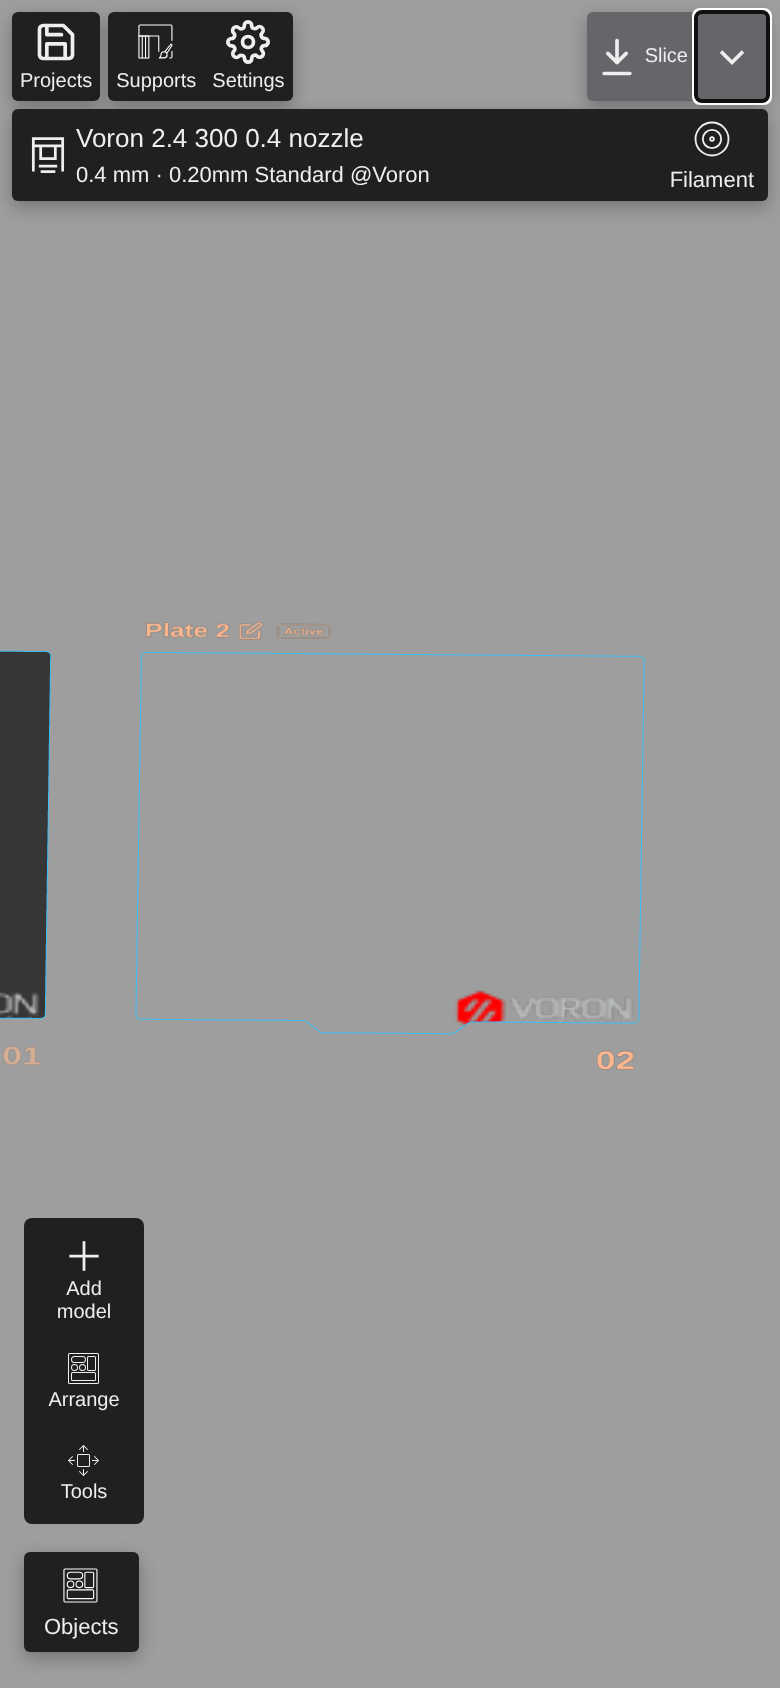 Projects
Supports
Settings
Slice
Voron 2.4 300 0.4 nozzle
0.4 mm · 0.20mm Standard @Voron
Filament
Plate 2
Active
ON
VORON
01
02
Add
model
Arrange
Tools
Objects